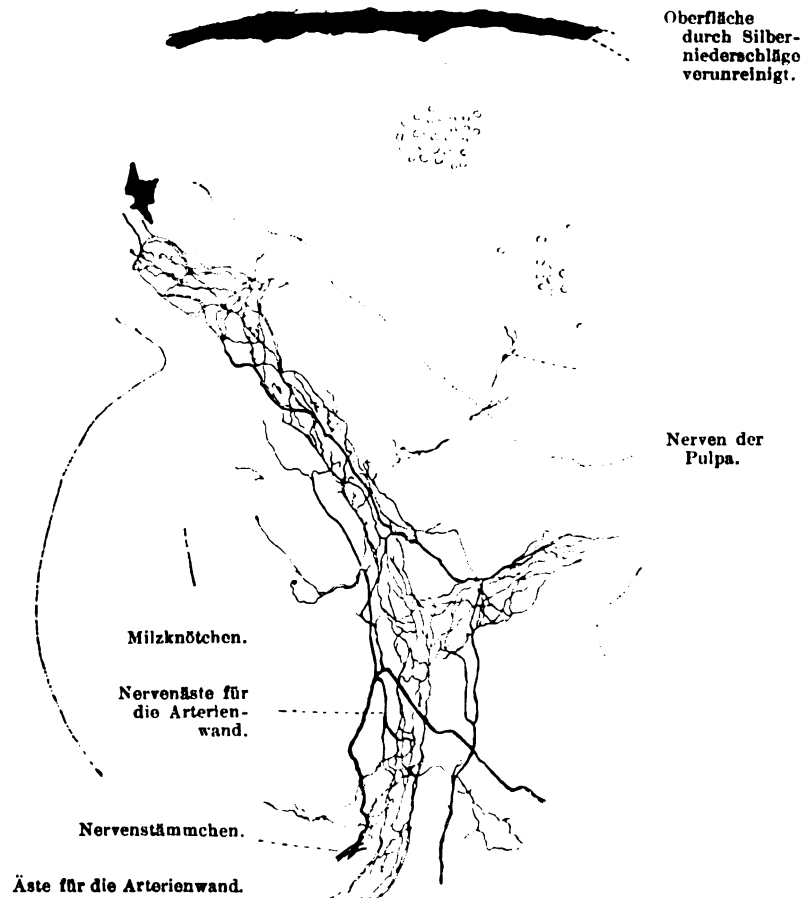 Oberfläche
durch Silber-
niederschläge
verunreinigt.
Nerven der
Pulpa.
Milzknötchen.
Nervenäste für
die Arterien-
wand.
Nervenstämmchen.
Äste für die Arterienwand.